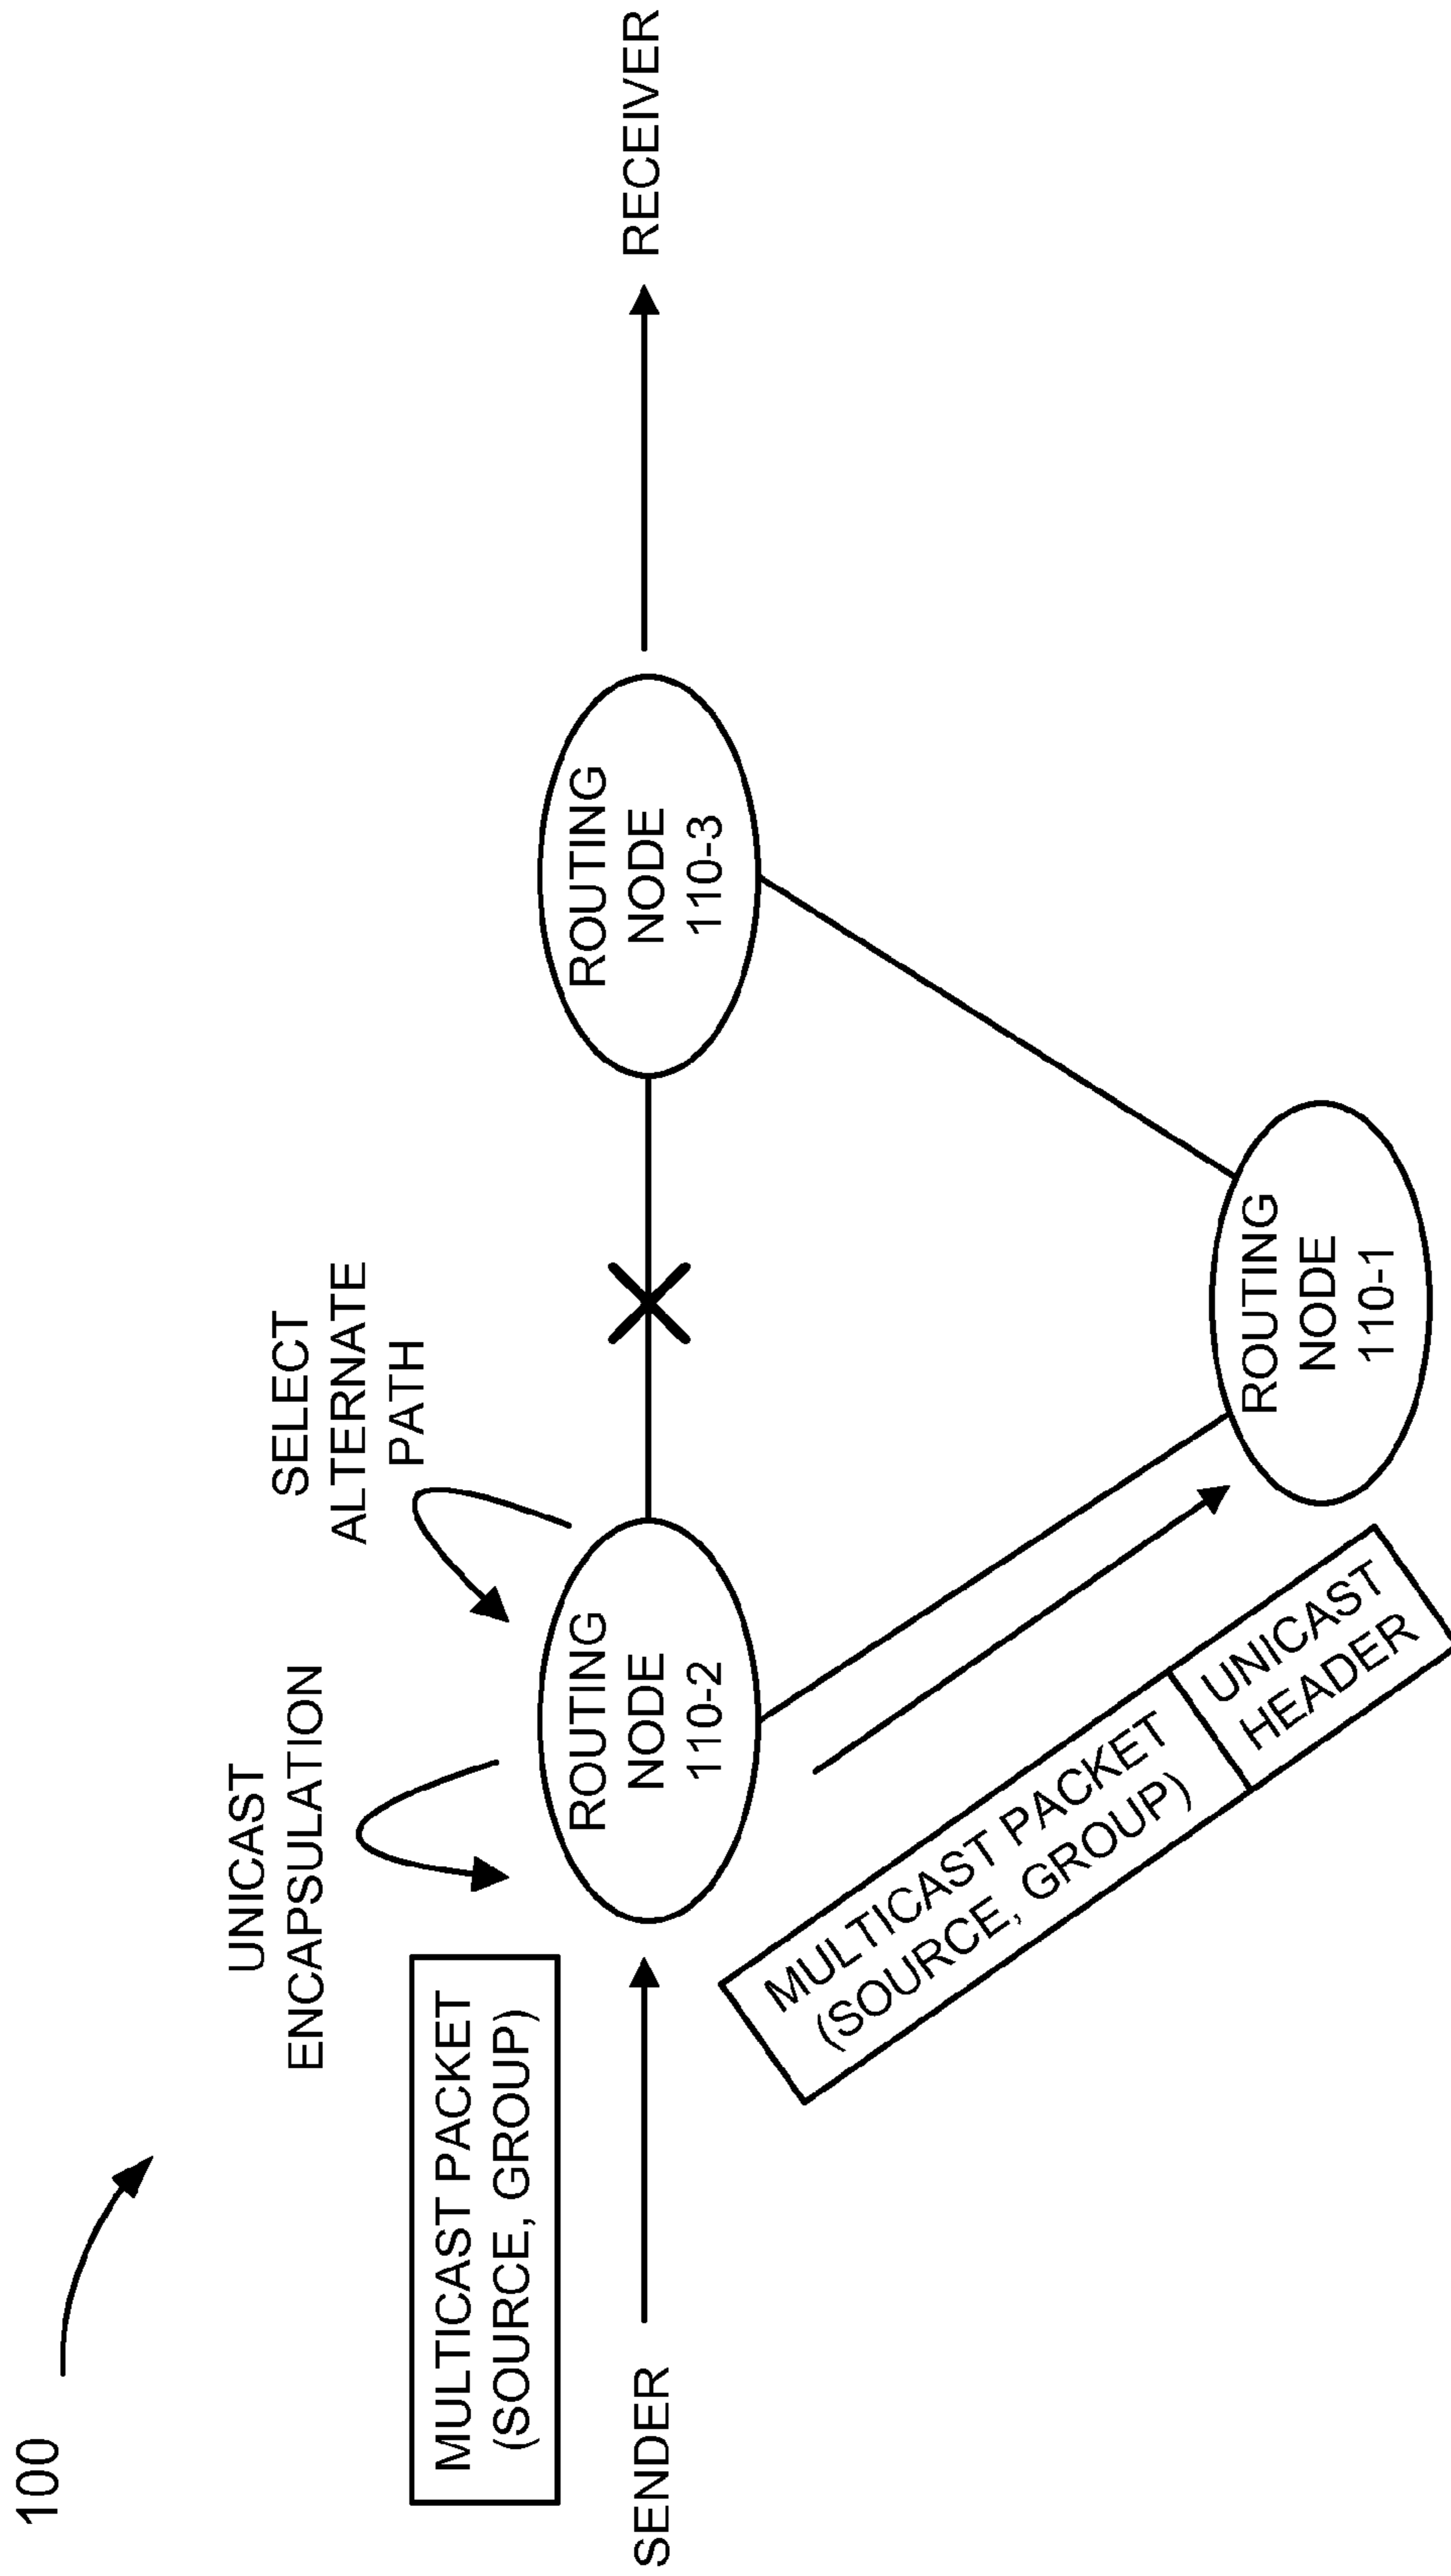 100
UNICAST
ENCAPSULATION
SELECT
ALTERNATE
PATH
MULTICAST PACKET
(SOURCE, GROUP)
SENDER
ROUTING
NODE
110-2
ROUTING
NODE
110-3
RECEIVER
MULTICAST PACKET
(SOURCE, GROUP)
UNICAST
HEADER
ROUTING
NODE
110-1